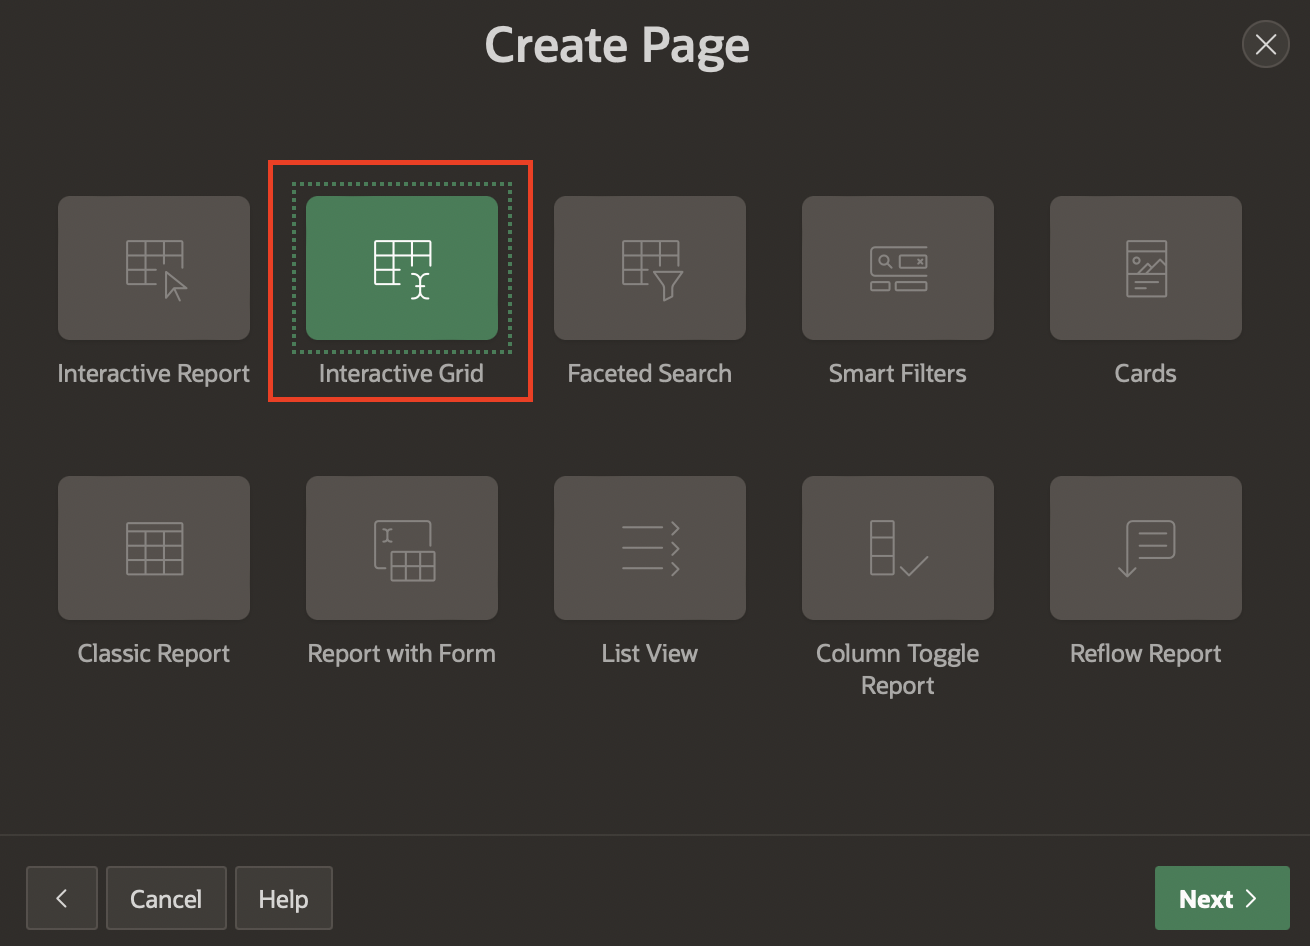 Create Page
Interactive Report
Interactive Grid
Faceted Search
Smart Filters
Cards
Classic Report
Report with Form
List View
Column Toggle
Report
Reflow Report
Cancel
Help
Next